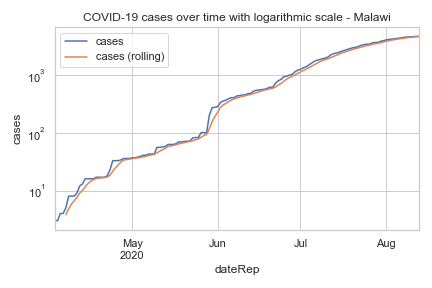 COVID-19 cases over time with logarithmic scale - Malawi
cases
cases (rolling)
10³
10²
10¹
cases
May
2020
Jun
Jul
Aug
dateRep